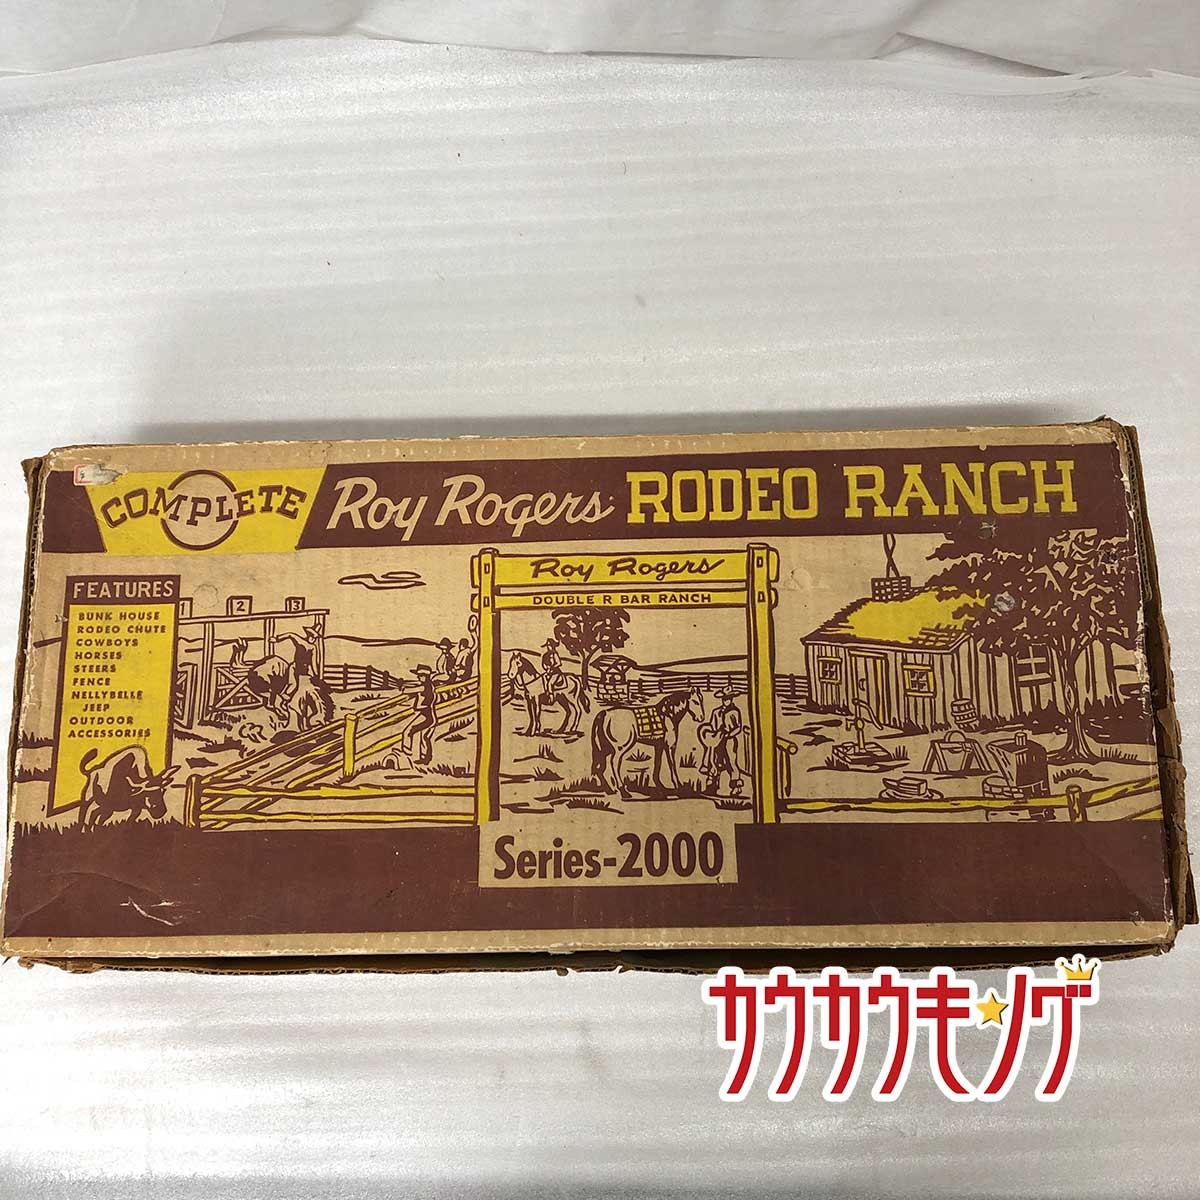 COMPLETE Roy Rogers RODEO RANCH
FEATURES
BUNK HOUSE
RODEO CHUTE
COWBOYS
HORSES
STEERS
FENCE
NELLYBELLE
JEEP
OUTDOOR
ACCESSORIES
1 2 3
Roy Rogers
DOUBLE R BAR RANCH
Series-2000
カウカウキング